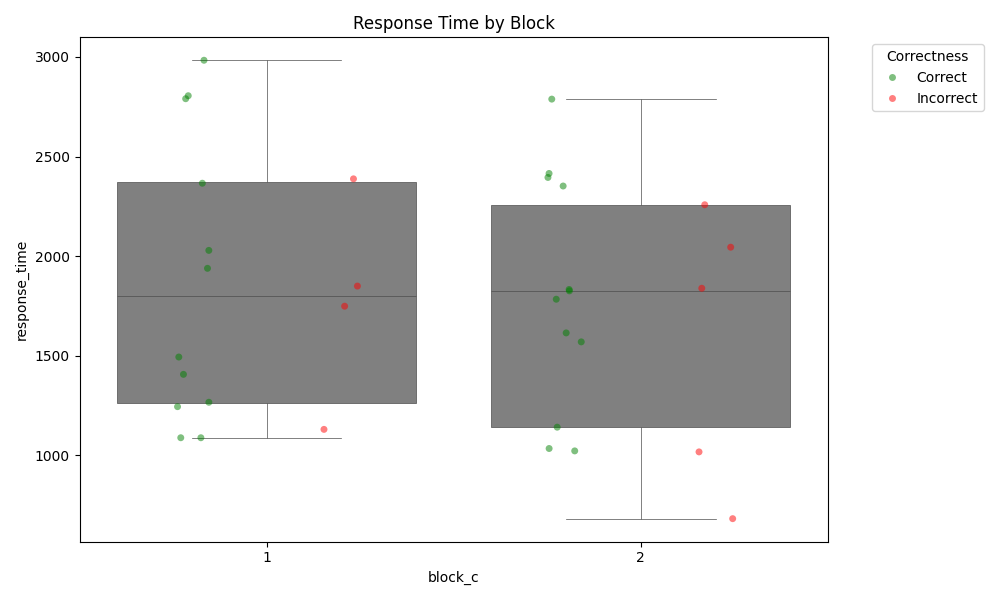 Response Time by Block
Correctness
Correct
Incorrect
3000
2500
2000
1500
1000
response_time
1
2
block_c